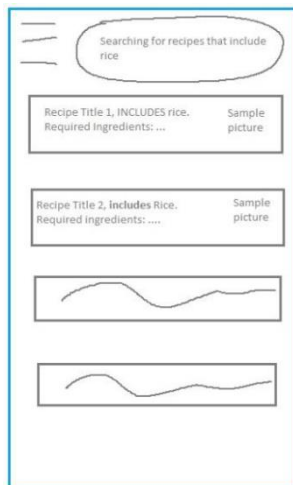 Searching for recipes that include
rice
Recipe Title 1, INCLUDES rice.
Required Ingredients: ...
Sample
picture
Recipe Title 2, includes Rice.
Required ingredients: ....
Sample
picture